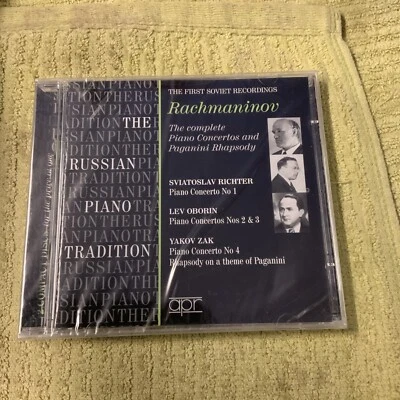 THE FIRST SOVIET RECORDINGS
Rachmaninov
The complete
Piano Concertos and
Paganini Rhapsody
SVIATOSLAV RICHTER
Piano Concerto No 1
LEV OBORIN
Piano Concertos Nos 2 & 3
YAKOV ZAK
Piano Concerto No 4
Rhapsody on a theme of Paganini
apr
THE
RUSSIAN
PIANO
TRADITION